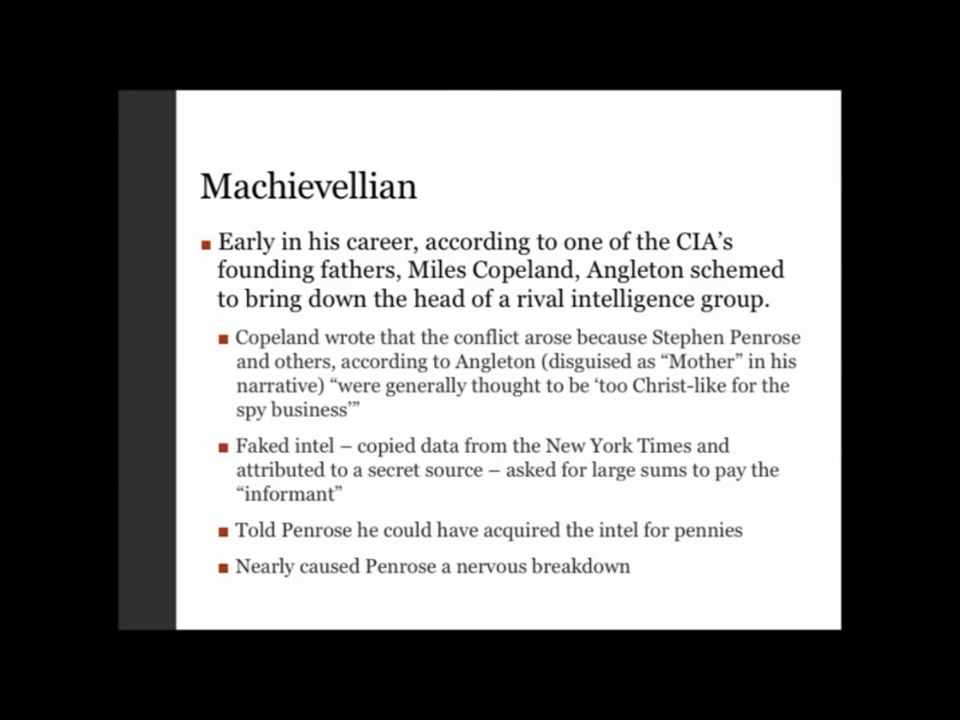 Machievellian
Early in his career, according to one of the CIA’s
founding fathers, Miles Copeland, Angleton schemed
to bring down the head of a rival intelligence group.
Copeland wrote that the conflict arose because Stephen Penrose
and others, according to Angleton (disguised as “Mother” in his
narrative) “were generally thought to be ‘too Christ-like for the
spy business’”
Faked intel – copied data from the New York Times and
attributed to a secret source – asked for large sums to pay the
“informant”
Told Penrose he could have acquired the intel for pennies
Nearly caused Penrose a nervous breakdown